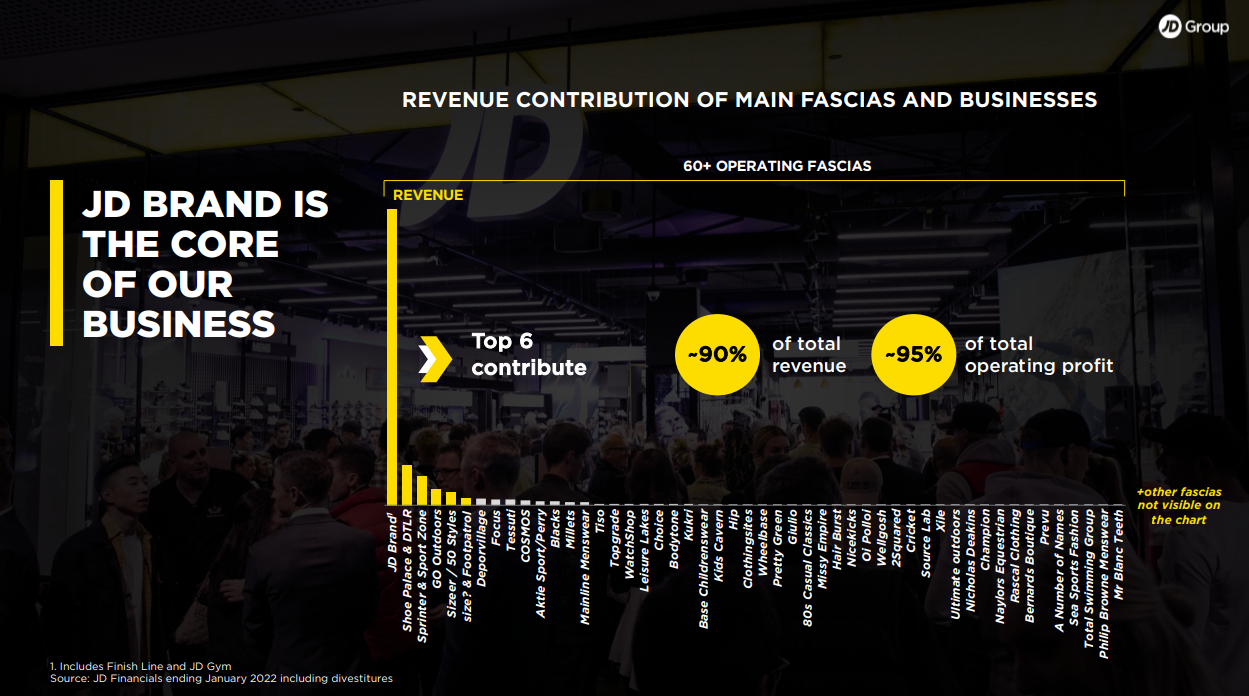 JD Group
REVENUE CONTRIBUTION OF MAIN FASCIAS AND BUSINESSES
60+ OPERATING FASCIAS
JD BRAND IS
THE CORE
OF OUR
BUSINESS
REVENUE
Top 6
contribute
~90%
of total
revenue
~95%
of total
operating profit
JD Brand¹
Shoe Palace & DTLR
Sprinter & Sport Zone
GO Outdoors
Sizeer / 50 Styles
size? & Footpatrol
Deporvillage
Focus
Tessuti
COSMOS
Aktie Sport/Perry
Blacks
Millets
Mainline Menswear
Tiso
Topgrade
WatchShop
Leisure Lakes
Choice
Bodytone
Kukri
Base Childrenswear
Kids Cavern
Hip
Clothingsites
Wheelbase
Pretty Green
Giulio
80s Casual Classics
Missy Empire
Hair Burst
Nicekicks
Oi Polloi
Wellgosh
2Squared
Cricket
Source Lab
Xile
Ultimate outdoors
Nicholas Deakins
Champion
Naylors Equestrian
Rascal Clothing
Bernards Boutique
Prevu
A Number of Names
Sea Sports Fashion
Total Swimming Group
Philip Browne Menswear
Mr Blanc Teeth
+other fascias
not visible on
the chart
1. Includes Finish Line and JD Gym
Source: JD Financials ending January 2022 including divestitures
JD